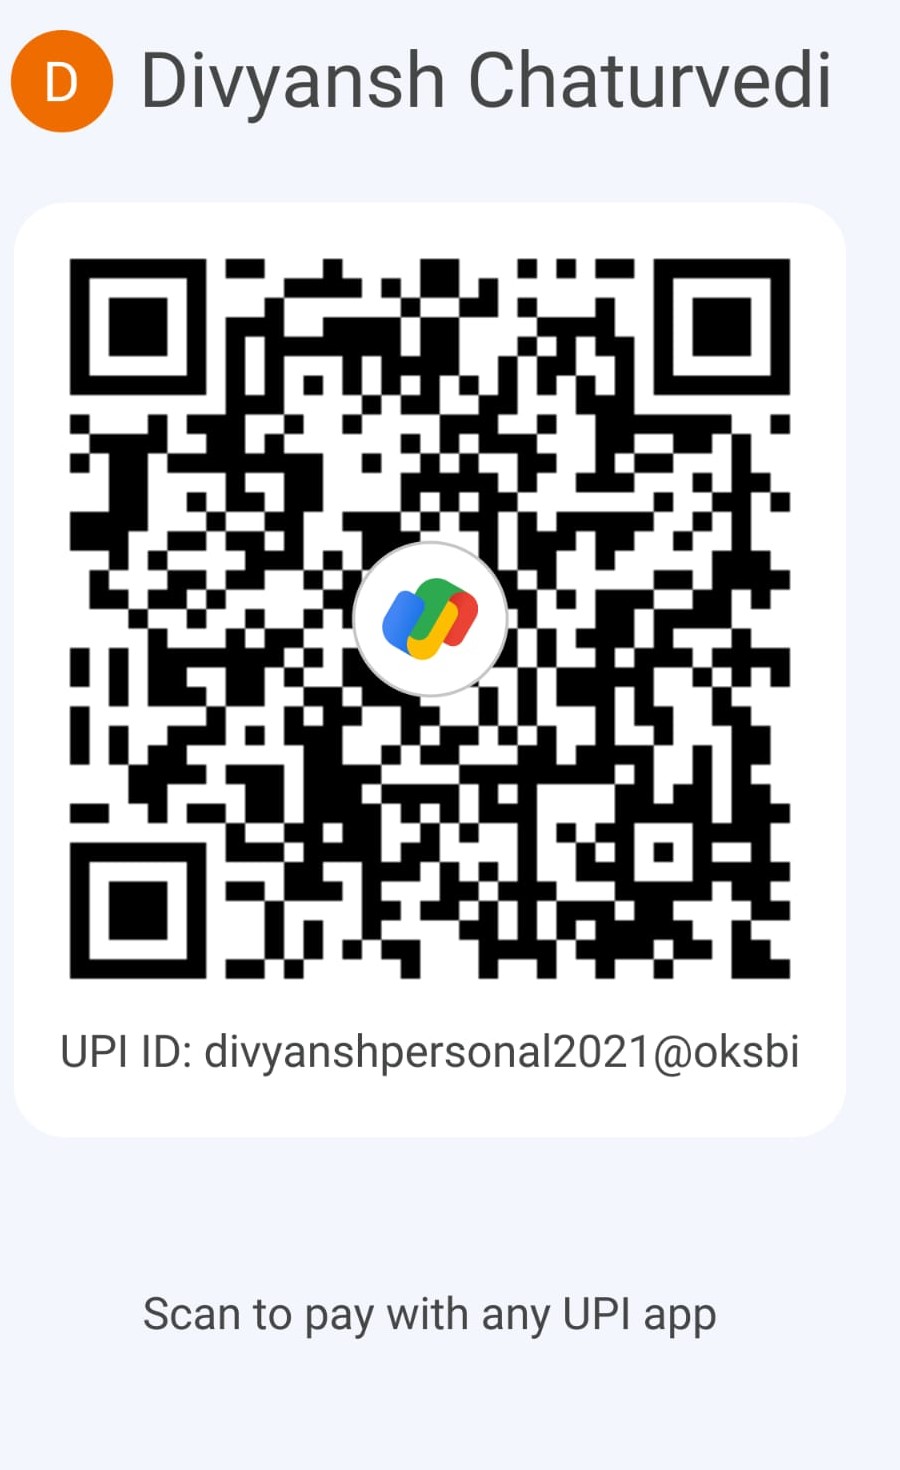 D
Divyansh Chaturvedi
UPI ID: divyanshpersonal2021@oksbi
Scan to pay with any UPI app